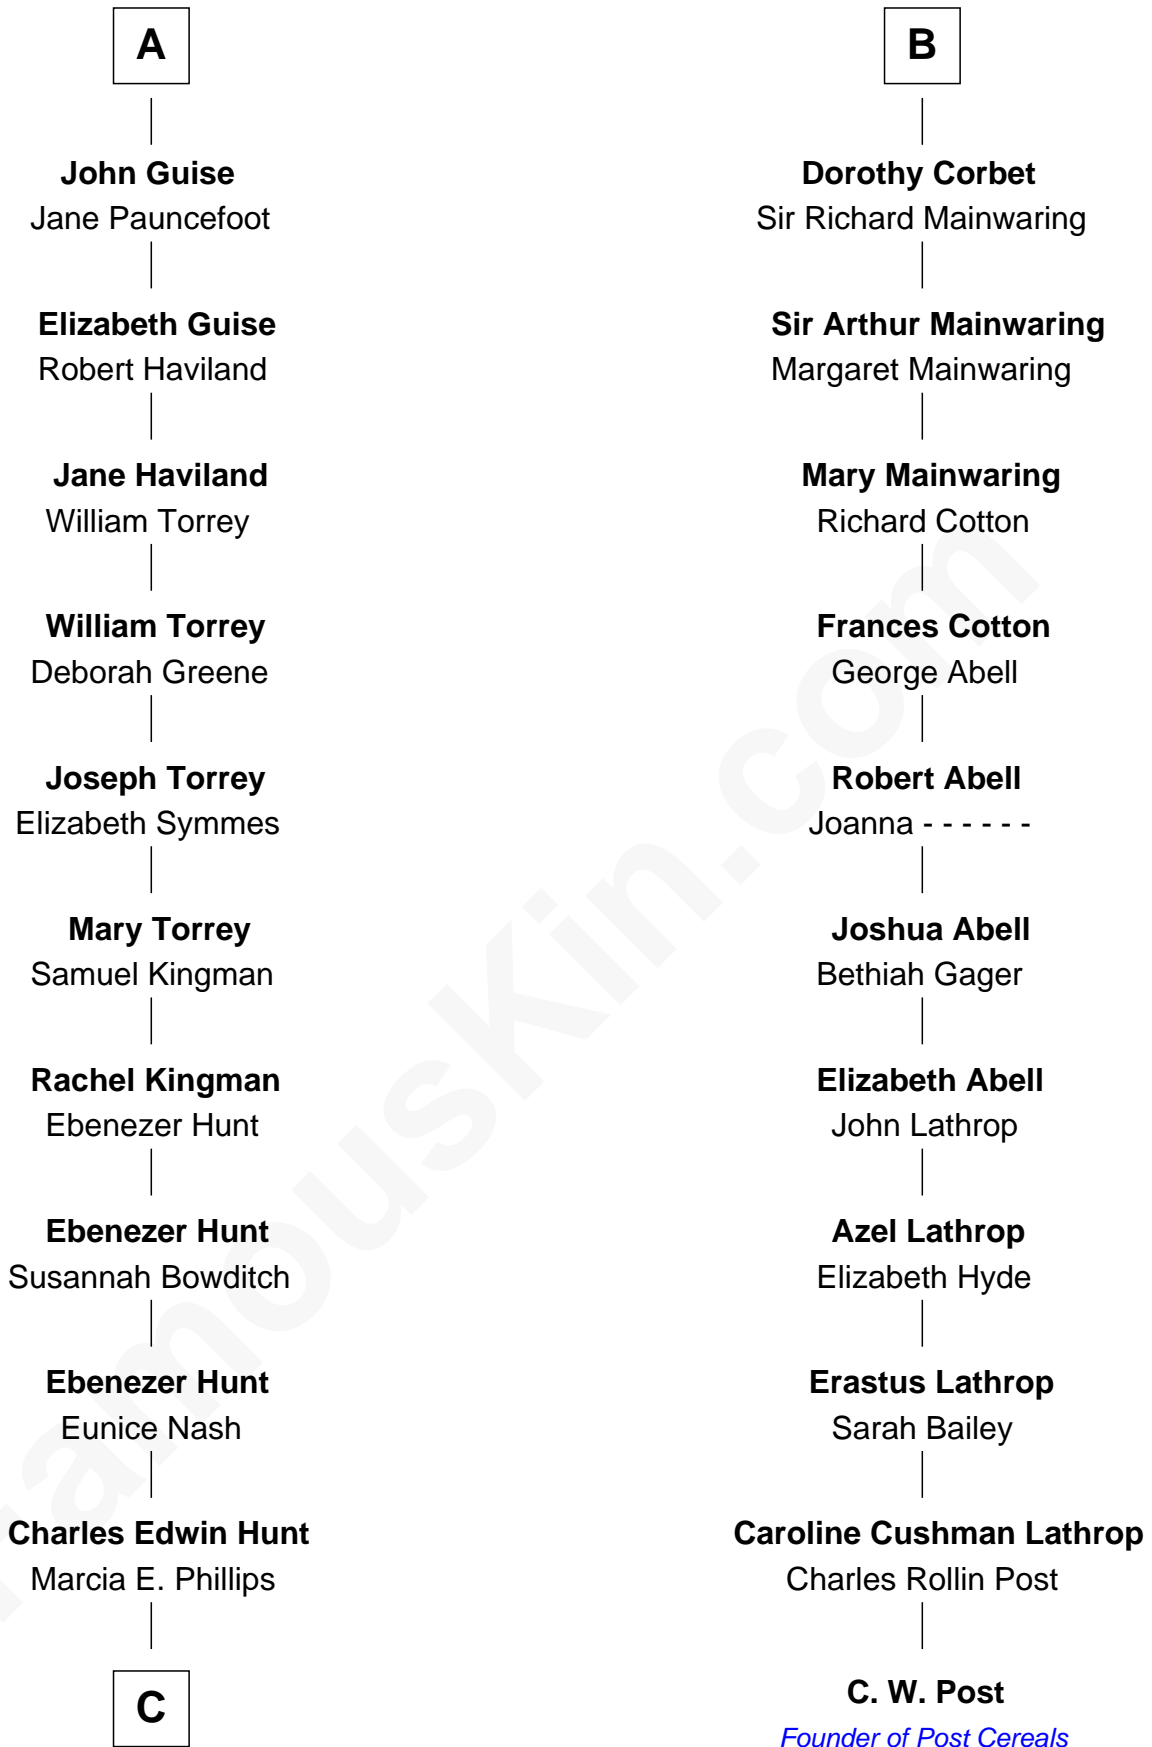 A
John Guise
Jane Pauncefoot
Elizabeth Guise
Robert Haviland
Jane Haviland
William Torrey
William Torrey
Deborah Greene
Joseph Torrey
Elizabeth Symmes
Mary Torrey
Samuel Kingman
Rachel Kingman
Ebenezer Hunt
Ebenezer Hunt
Susannah Bowditch
Ebenezer Hunt
Eunice Nash
Charles Edwin Hunt
Marcia E. Phillips
C
B
Dorothy Corbet
Sir Richard Mainwaring
Sir Arthur Mainwaring
Margaret Mainwaring
Mary Mainwaring
Richard Cotton
Frances Cotton
George Abell
Robert Abell
Joanna - - - - - -
Joshua Abell
Bethiah Gager
Elizabeth Abell
John Lathrop
Azel Lathrop
Elizabeth Hyde
Erastus Lathrop
Sarah Bailey
Caroline Cushman Lathrop
Charles Rollin Post
C. W. Post
Founder of Post Cereals
FamousKin.com